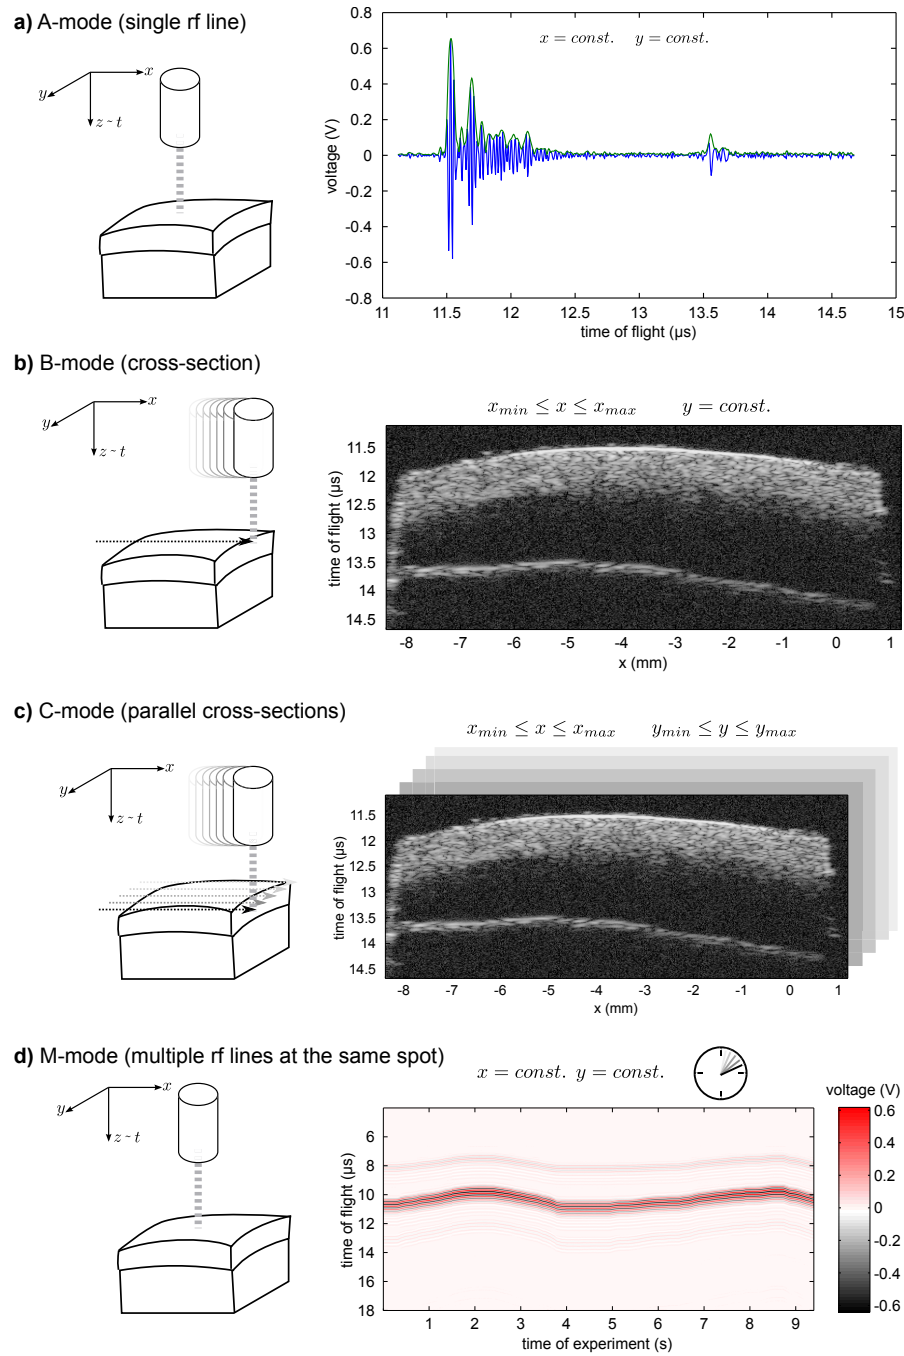 a) A-mode (single rf line)
x
y
z ~ t
x = const. y = const.
voltage (V)
0.8
0.6
0.4
0.2
0
-0.2
-0.4
-0.6
-0.8
11 11.5 12 12.5 13 13.5 14 14.5 15
time of flight (µs)
b) B-mode (cross-section)
x
y
z ~ t
x_min ≤ x ≤ x_max y = const.
time of flight (µs)
11.5
12
12.5
13
13.5
14
14.5
-8 -7 -6 -5 -4 -3 -2 -1 0 1
x (mm)
c) C-mode (parallel cross-sections)
x
y
z ~ t
x_min ≤ x ≤ x_max y_min ≤ y ≤ y_max
time of flight (µs)
11.5
12
12.5
13
13.5
14
14.5
-8 -7 -6 -5 -4 -3 -2 -1 0 1
x (mm)
d) M-mode (multiple rf lines at the same spot)
x
y
z ~ t
x = const. y = const.
time of flight (µs)
6
8
10
12
14
16
18
1 2 3 4 5 6 7 8 9
time of experiment (s)
voltage (V)
0.6
0.4
0.2
0
-0.2
-0.4
-0.6